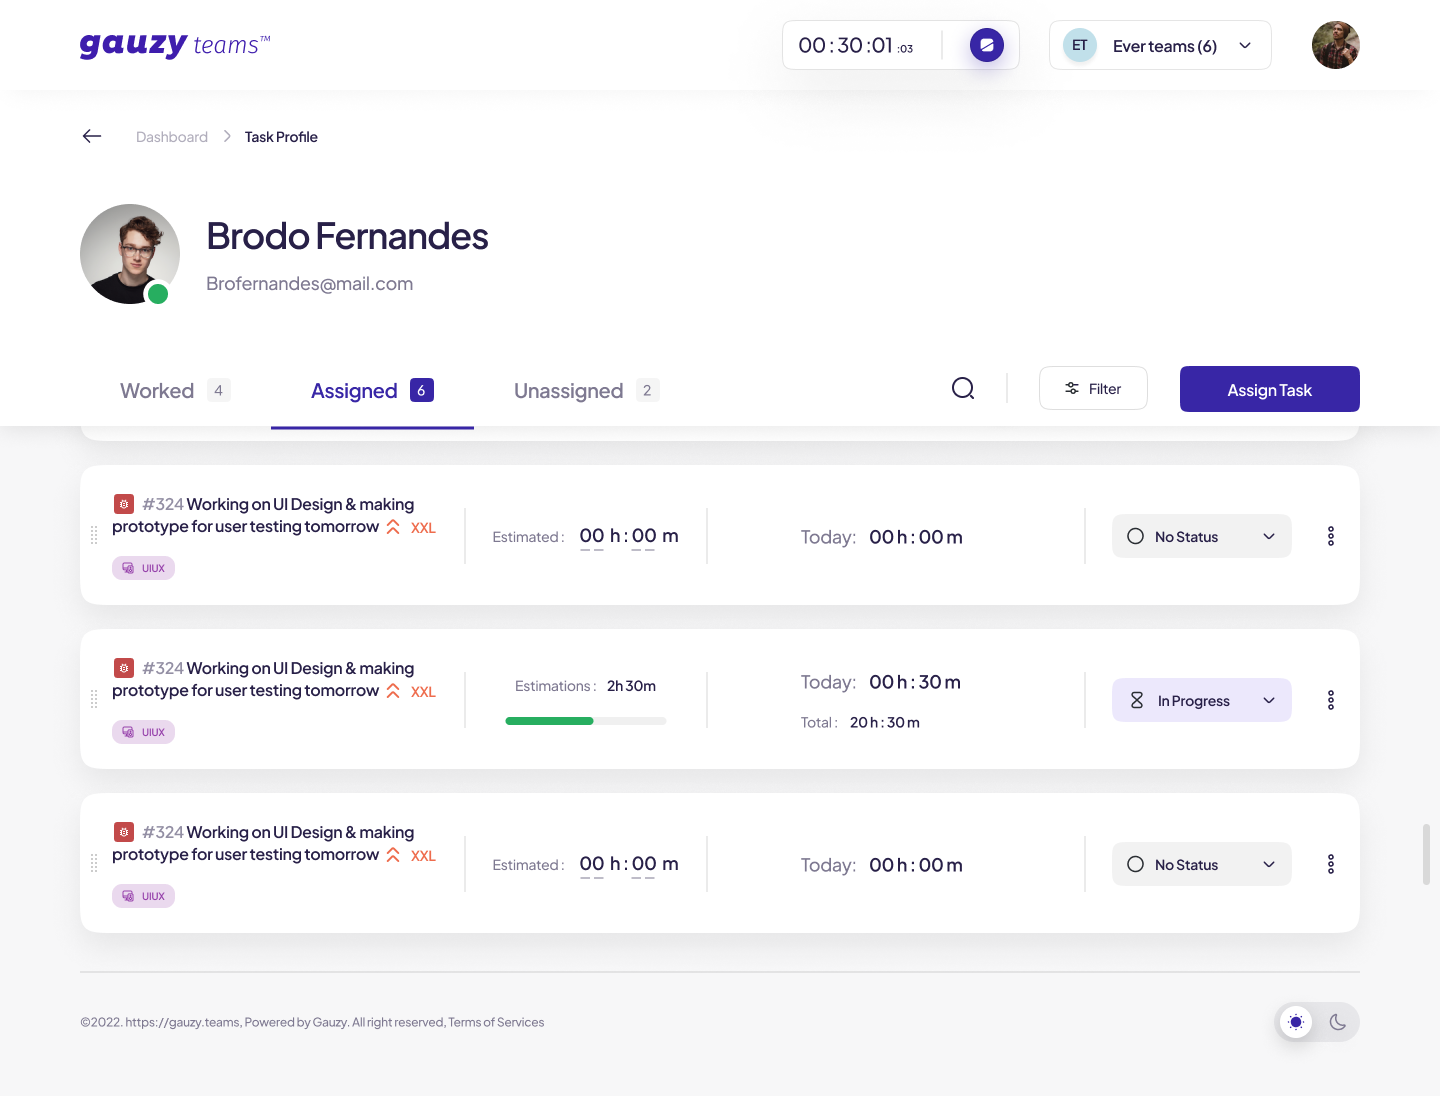 gauzy teams™
00 : 30 : 01 :03
ET Ever teams (6)
Dashboard Task Profile
Brodo Fernandes
Brofernandes@mail.com
Worked 4 Assigned 6 Unassigned 2 Filter Assign Task
#324 Working on UI Design & making
prototype for user testing tomorrow XXL
UIUX
Estimated : 00 h : 00 m
Today: 00 h : 00 m
No Status
#324 Working on UI Design & making
prototype for user testing tomorrow XXL
UIUX
Estimations : 2h 30m
Today: 00 h : 30 m
Total : 20 h : 30 m
In Progress
#324 Working on UI Design & making
prototype for user testing tomorrow XXL
UIUX
Estimated : 00 h : 00 m
Today: 00 h : 00 m
No Status
©2022. https://gauzy.teams, Powered by Gauzy. All right reserved, Terms of Services